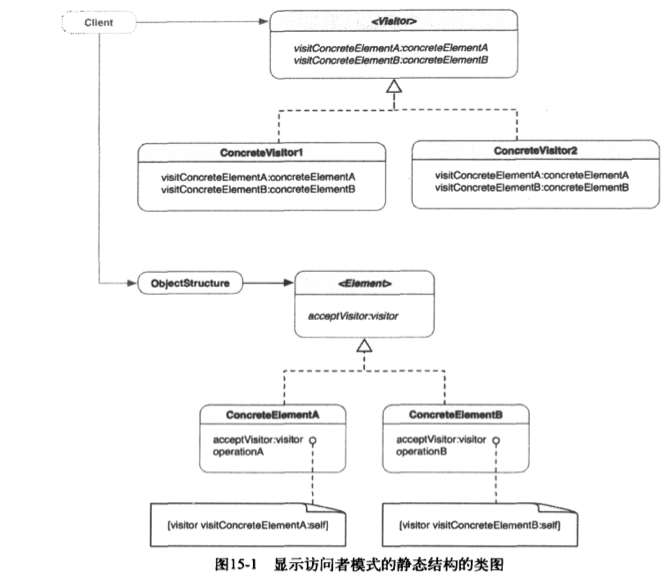 Client
<Visitor>
visitConcreteElementA:concreteElementA
visitConcreteElementB:concreteElementB
ConcreteVisitor1
visitConcreteElementA:concreteElementA
visitConcreteElementB:concreteElementB
ConcreteVisitor2
visitConcreteElementA:concreteElementA
visitConcreteElementB:concreteElementB
ObjectStructure
<Element>
acceptVisitor:visitor
ConcreteElementA
acceptVisitor:visitor
operationA
ConcreteElementB
acceptVisitor:visitor
operationB
[visitor visitConcreteElementA:self]
[visitor visitConcreteElementB:self]
图15-1 显示访问者模式的静态结构的类图